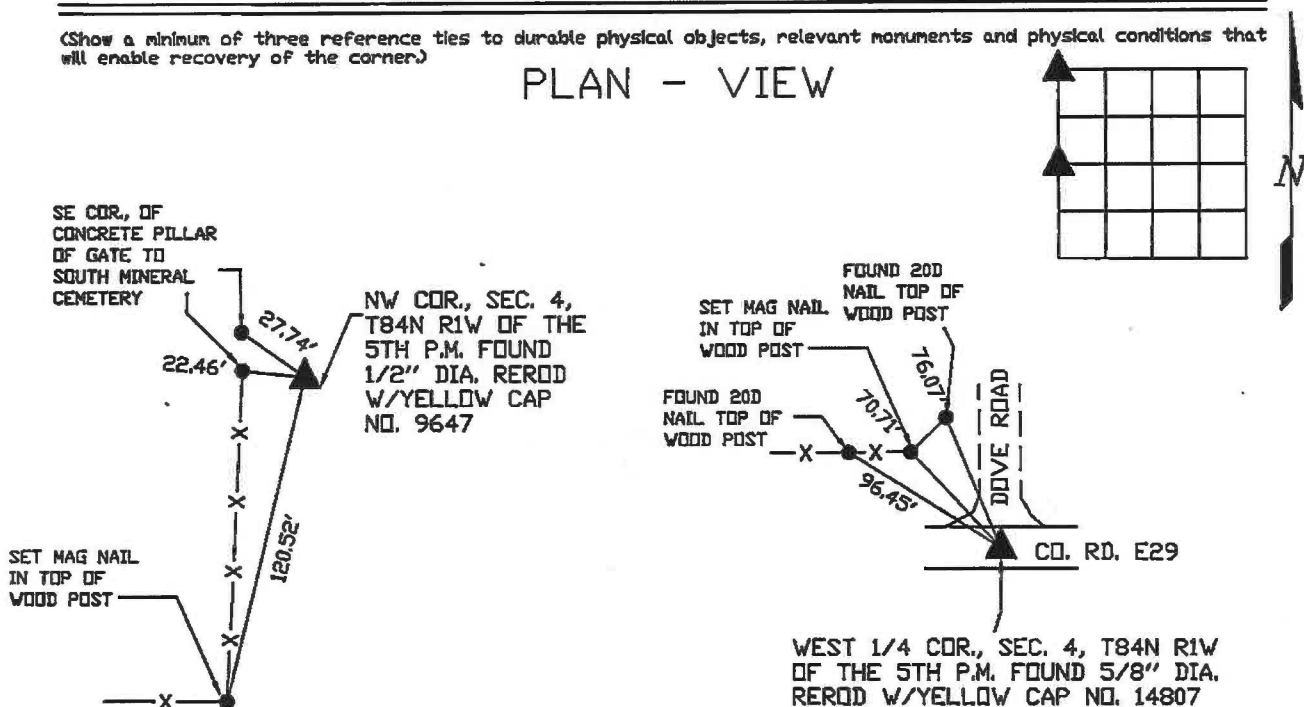 (Show a minimum of three reference ties to durable physical objects, relevant monuments and physical conditions that
will enable recovery of the corner.)
PLAN - VIEW
N
SE COR., OF
CONCRETE PILLAR
OF GATE TO
SOUTH MINERAL
CEMETERY
27.74'
22.46'
NW COR., SEC. 4,
T84N R1W OF THE
5TH P.M. FOUND
1/2" DIA. REROD
W/YELLOW CAP
NO. 9647
X
X
X
X
120.52'
SET MAG NAIL
IN TOP OF
WOOD POST
X
FOUND 20D
NAIL TOP OF
WOOD POST
SET MAG NAIL
IN TOP OF
WOOD POST
FOUND 20D
NAIL TOP OF
WOOD POST
76.07'
70.71'
96.45'
X
X
DOVE ROAD
CO. RD. E29
WEST 1/4 COR., SEC. 4, T84N R1W
OF THE 5TH P.M. FOUND 5/8" DIA.
REROD W/YELLOW CAP NO. 14807